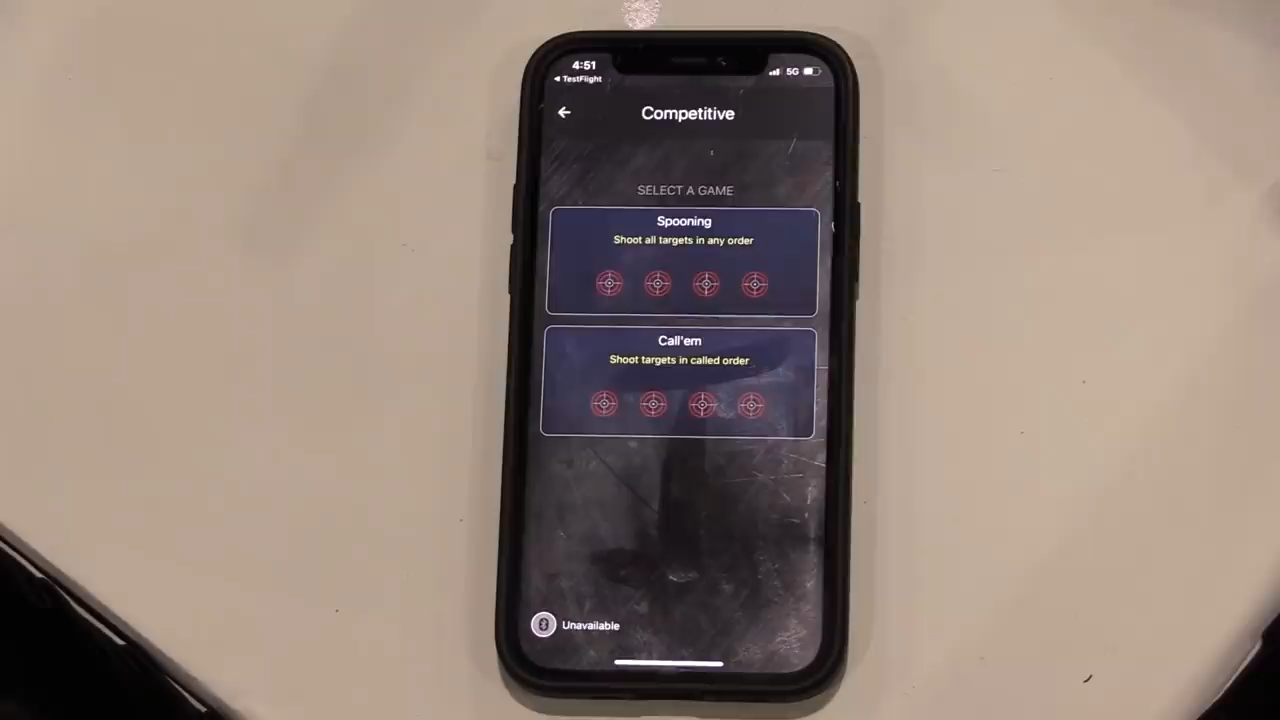 4:51
5G
TestFlight
Competitive
SELECT A GAME
Spooning
Shoot all targets in any order
Call'em
Shoot targets in called order
Unavailable